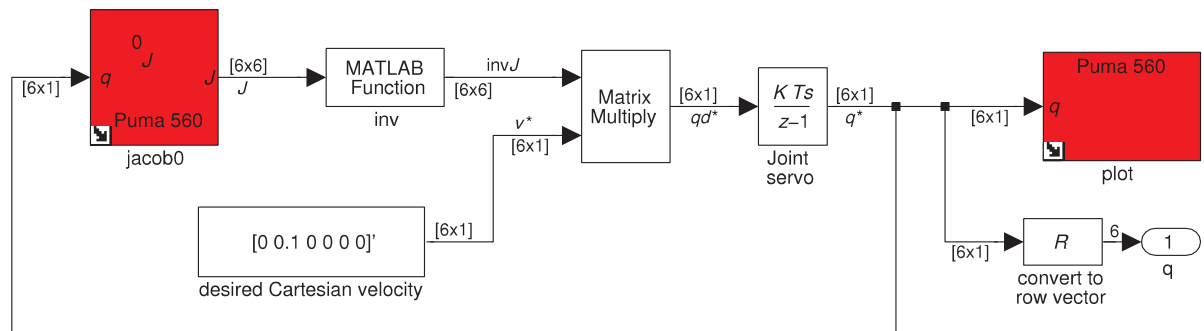 0
J
q
J
Puma 560
jacob0
[6x1]
[6x6]
J
MATLAB
Function
inv
invJ
[6x6]
v*
[6x1]
Matrix
Multiply
[6x1]
qd*
K Ts
z–1
Joint
servo
[6x1]
q*
[6x1]
Puma 560
q
plot
[0 0.1 0 0 0 0]'
[6x1]
desired Cartesian velocity
[6x1]
R
convert to
row vector
6
1
q